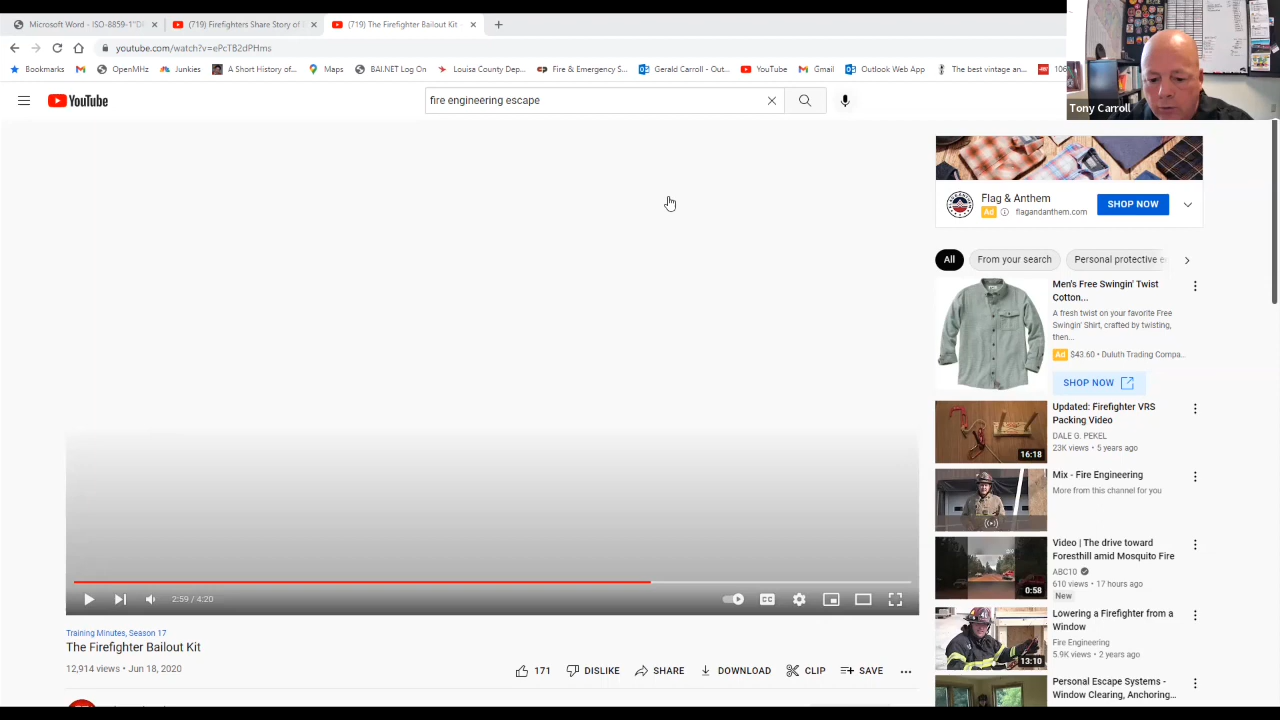 Microsoft Word - ISO-8859-1''D
(719) Firefighters Share Story of
(719) The Firefighter Bailout Kit
youtube.com/watch?v=ePcTB2dPHms
Bookmarks
OpenMHz
Junkies
A Short History of...
Maps
BAI.NET Log O
Louisa County Dep...
R Emergency S...
Gerald Carroll - Out...
YouTube
Gmail
Outlook Web App
The best vintage an...
106
Tony Carroll
YouTube
fire engineering escape
Flag & Anthem
Ad flagandanthem.com
SHOP NOW
All
From your search
Personal protective e
Men's Free Swingin' Twist
Cotton...
A fresh twist on your favorite Free
Swingin' Shirt, crafted by twisting,
then...
Ad $43.60 • Duluth Trading Compa...
SHOP NOW
Updated: Firefighter VRS
Packing Video
DALE G. PEKEL
23K views • 5 years ago
16:18
Mix - Fire Engineering
More from this channel for you
Video | The drive toward
Foresthill amid Mosquito Fire
ABC10
610 views • 17 hours ago
New
0:58
Lowering a Firefighter from a
Window
Fire Engineering
5.9K views • 2 years ago
13:10
Personal Escape Systems -
Window Clearing, Anchoring...
2:59 / 4:20
CC
Training Minutes, Season 17
The Firefighter Bailout Kit
12,914 views • Jun 18, 2020
171
DISLIKE
SHARE
DOWNLOAD
CLIP
SAVE